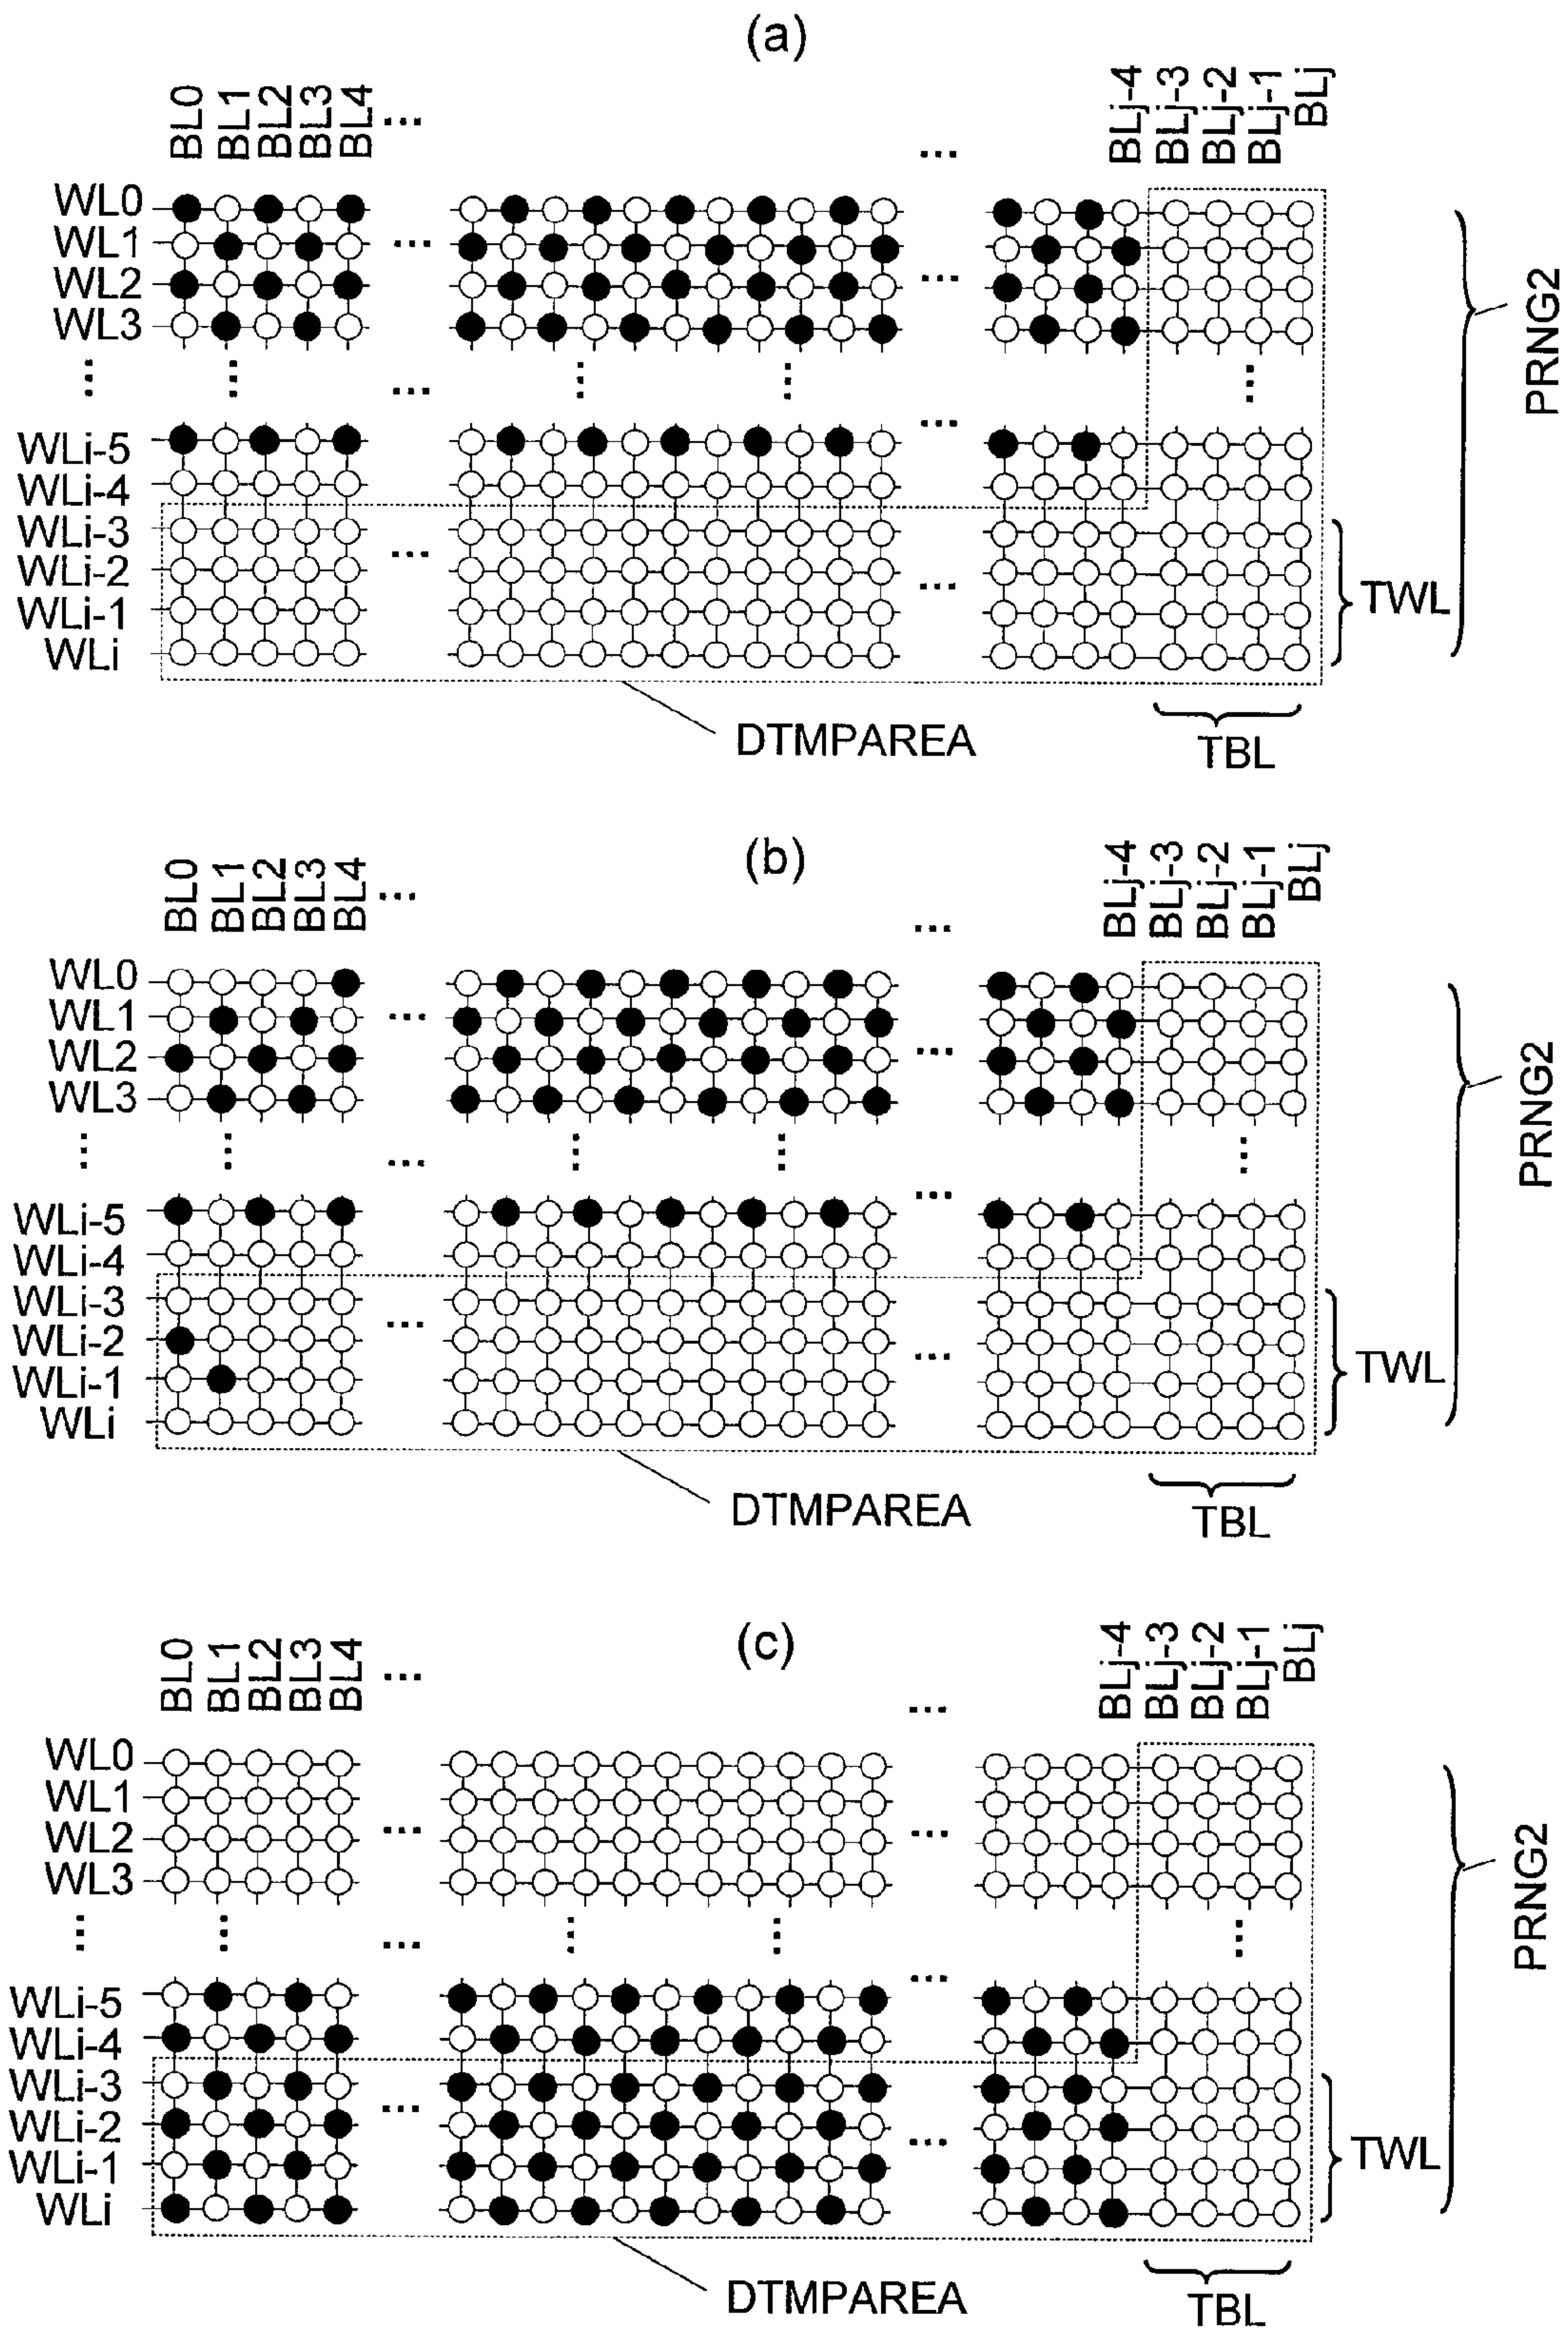 (a)
BL0 BL1 BL2 BL3 BL4 ... ... BLj-4 BLj-3 BLj-2 BLj-1 BLj
WL0
WL1
WL2
WL3
WLi-5
WLi-4
WLi-3
WLi-2
WLi-1
WLi
PRNG2
TWL
DTMPAREA
TBL
(b)
BL0 BL1 BL2 BL3 BL4 ... ... BLj-4 BLj-3 BLj-2 BLj-1 BLj
WL0
WL1
WL2
WL3
WLi-5
WLi-4
WLi-3
WLi-2
WLi-1
WLi
PRNG2
TWL
DTMPAREA
TBL
(c)
BL0 BL1 BL2 BL3 BL4 ... ... BLj-4 BLj-3 BLj-2 BLj-1 BLj
WL0
WL1
WL2
WL3
WLi-5
WLi-4
WLi-3
WLi-2
WLi-1
WLi
PRNG2
TWL
DTMPAREA
TBL